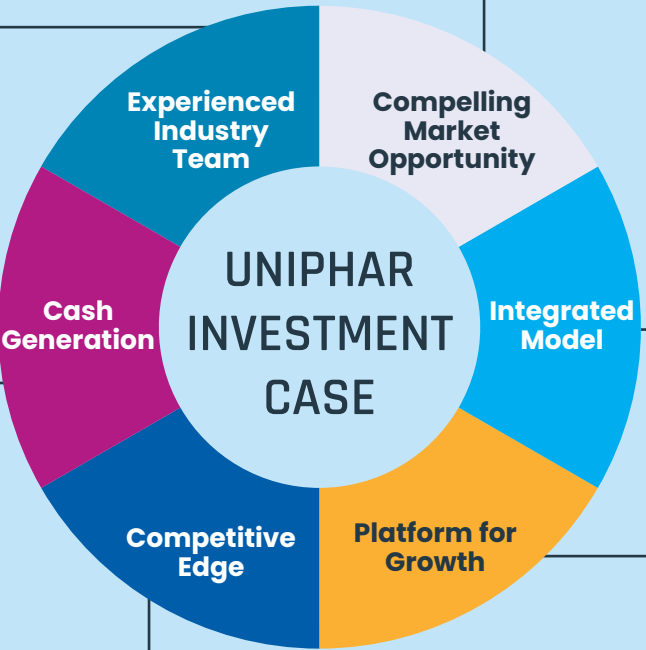 Experienced
Industry
Team
Compelling
Market
Opportunity
Cash
Generation
UNIPHAR
INVESTMENT
CASE
Integrated
Model
Competitive
Edge
Platform for
Growth